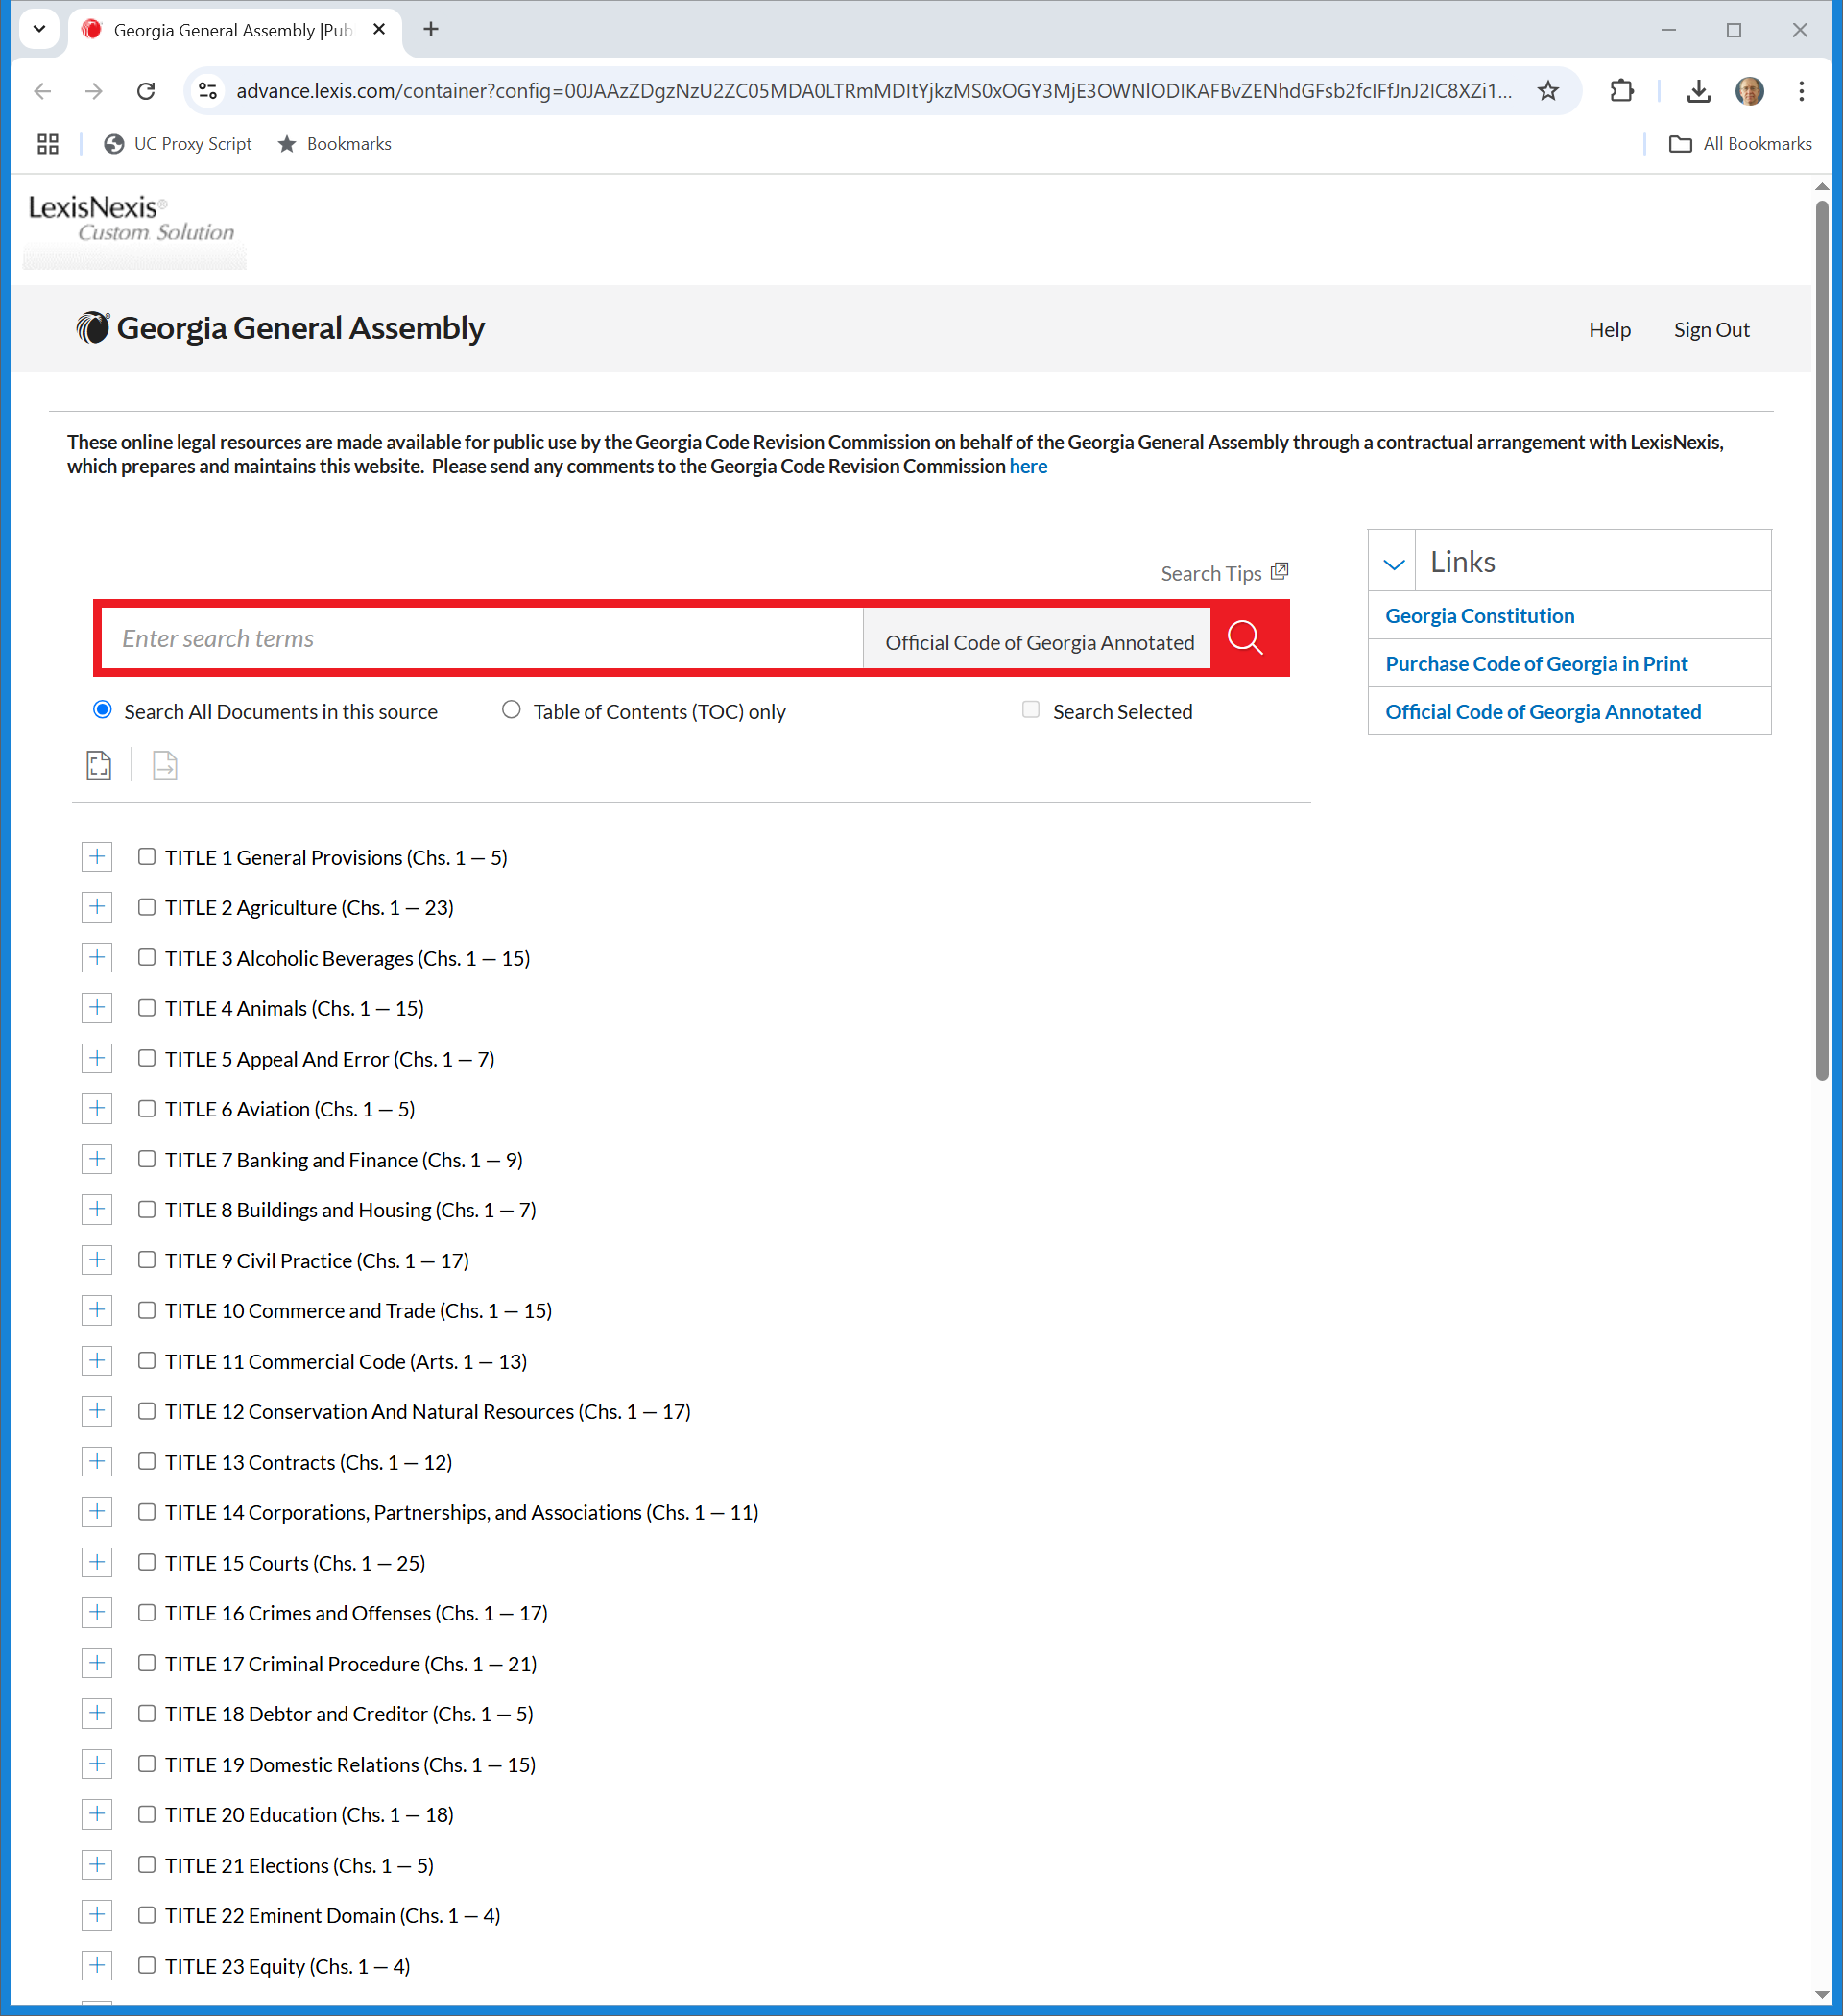 Georgia General Assembly |Pub
advance.lexis.com/container?config=00JAAzZDgzNzU2ZC05MDA0LTRmMDItYjkzMS0xOGY3MjE3OWNlODIKAFBvZENhdGFsb2fcIFfJnJ2IC8XZi1...
UC Proxy Script
Bookmarks
All Bookmarks
LexisNexis®
Custom Solution
Georgia General Assembly
Help
Sign Out
These online legal resources are made available for public use by the Georgia Code Revision Commission on behalf of the Georgia General Assembly through a contractual arrangement with LexisNexis,
which prepares and maintains this website. Please send any comments to the Georgia Code Revision Commission here
Search Tips
Enter search terms
Official Code of Georgia Annotated
Search All Documents in this source
Table of Contents (TOC) only
Search Selected
Links
Georgia Constitution
Purchase Code of Georgia in Print
Official Code of Georgia Annotated
TITLE 1 General Provisions (Chs. 1 — 5)
TITLE 2 Agriculture (Chs. 1 — 23)
TITLE 3 Alcoholic Beverages (Chs. 1 — 15)
TITLE 4 Animals (Chs. 1 — 15)
TITLE 5 Appeal And Error (Chs. 1 — 7)
TITLE 6 Aviation (Chs. 1 — 5)
TITLE 7 Banking and Finance (Chs. 1 — 9)
TITLE 8 Buildings and Housing (Chs. 1 — 7)
TITLE 9 Civil Practice (Chs. 1 — 17)
TITLE 10 Commerce and Trade (Chs. 1 — 15)
TITLE 11 Commercial Code (Arts. 1 — 13)
TITLE 12 Conservation And Natural Resources (Chs. 1 — 17)
TITLE 13 Contracts (Chs. 1 — 12)
TITLE 14 Corporations, Partnerships, and Associations (Chs. 1 — 11)
TITLE 15 Courts (Chs. 1 — 25)
TITLE 16 Crimes and Offenses (Chs. 1 — 17)
TITLE 17 Criminal Procedure (Chs. 1 — 21)
TITLE 18 Debtor and Creditor (Chs. 1 — 5)
TITLE 19 Domestic Relations (Chs. 1 — 15)
TITLE 20 Education (Chs. 1 — 18)
TITLE 21 Elections (Chs. 1 — 5)
TITLE 22 Eminent Domain (Chs. 1 — 4)
TITLE 23 Equity (Chs. 1 — 4)